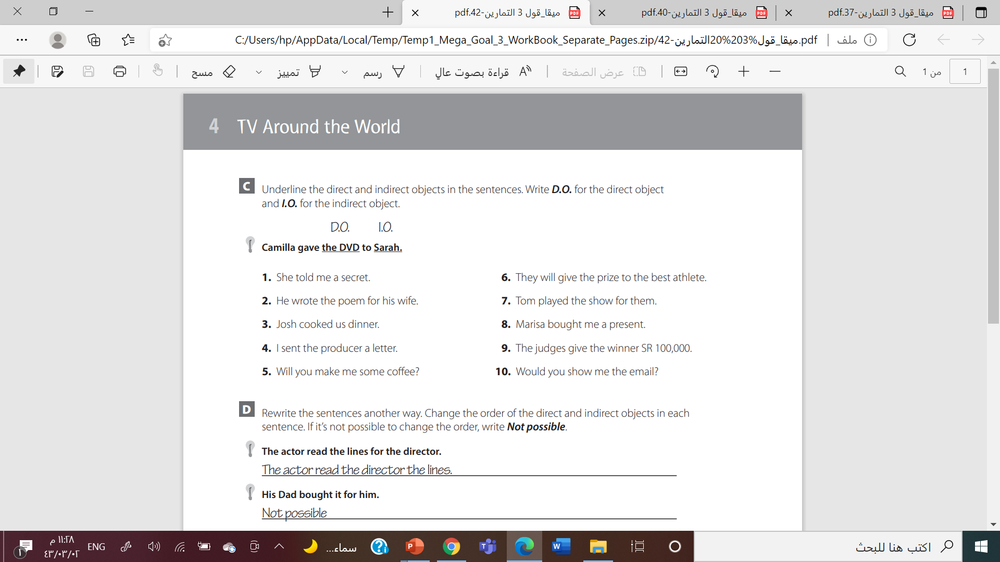 ميقا_قول 3 التمارين-37.pdf
ميقا_قول 3 التمارين-40.pdf
ميقا_قول 3 التمارين-42.pdf
ملف
C:/Users/hp/AppData/Local/Temp/Temp1_Mega_Goal_3_WorkBook_Separate_Pages.zip/42-ميقا_قول%203%20التمارين.pdf
1
من 1
عرض الصفحة
قراءة بصوت عالٍ
رسم
تمييز
مسح
4 TV Around the World
C Underline the direct and indirect objects in the sentences. Write D.O. for the direct object
and I.O. for the indirect object.
D.O. I.O.
Camilla gave the DVD to Sarah.
1. She told me a secret.
2. He wrote the poem for his wife.
3. Josh cooked us dinner.
4. I sent the producer a letter.
5. Will you make me some coffee?
6. They will give the prize to the best athlete.
7. Tom played the show for them.
8. Marisa bought me a present.
9. The judges give the winner SR 100,000.
10. Would you show me the email?
D Rewrite the sentences another way. Change the order of the direct and indirect objects in each
sentence. If it's not possible to change the order, write Not possible.
The actor read the lines for the director.
The actor read the director the lines.
His Dad bought it for him.
Not possible
اكتب هنا للبحث
سماء...
ENG
١١:٢٨ م
٤٣/٠٣/٠٢
١